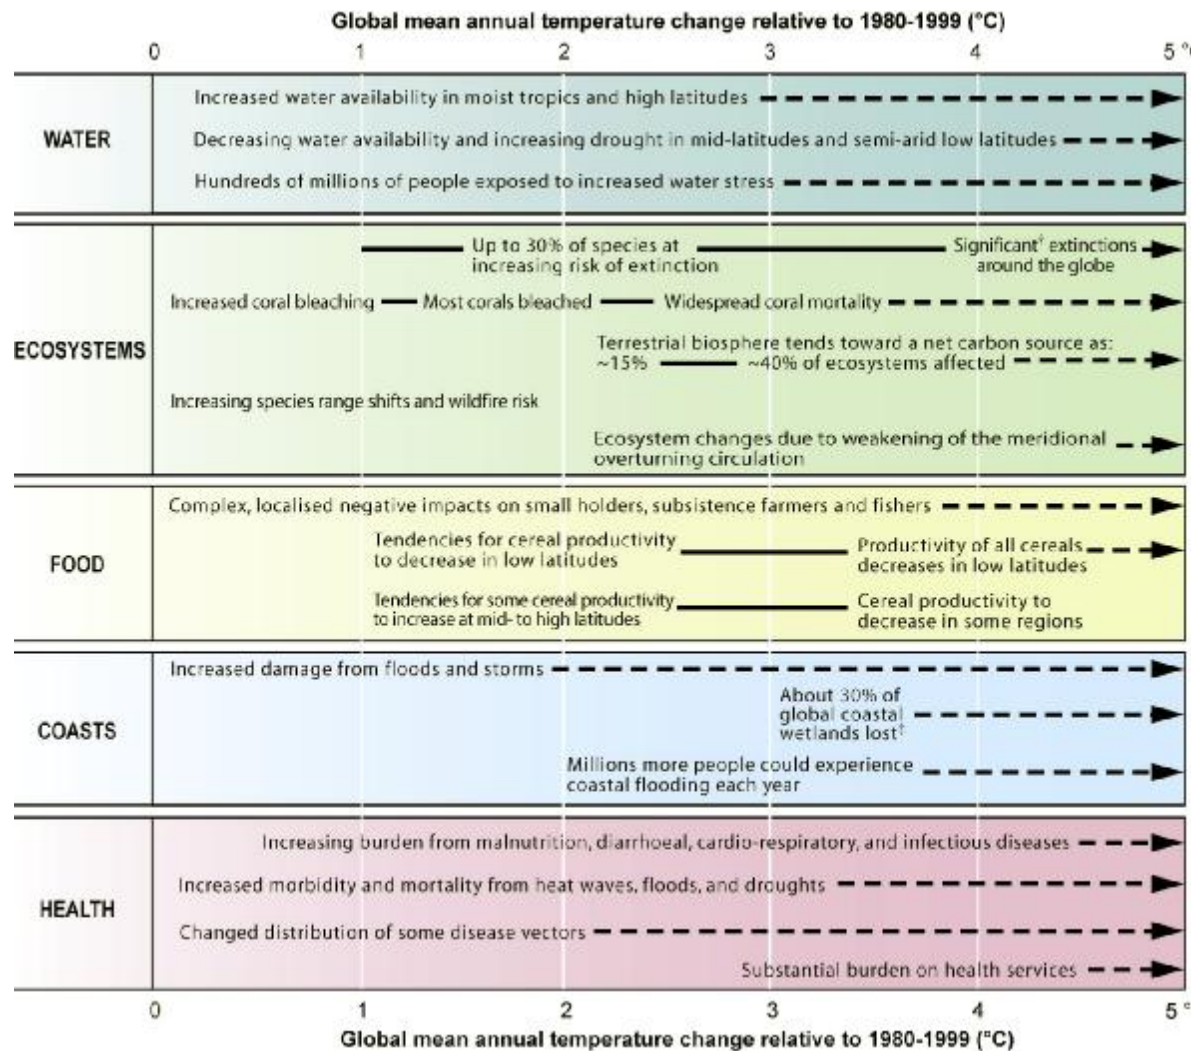 Global mean annual temperature change relative to 1980-1999 (°C)
0 1 2 3 4 5 °
WATER
Increased water availability in moist tropics and high latitudes
Decreasing water availability and increasing drought in mid-latitudes and semi-arid low latitudes
Hundreds of millions of people exposed to increased water stress
ECOSYSTEMS
Up to 30% of species at
increasing risk of extinction
Significant† extinctions
around the globe
Increased coral bleaching Most corals bleached Widespread coral mortality
Terrestrial biosphere tends toward a net carbon source as:
~15% ~40% of ecosystems affected
Increasing species range shifts and wildfire risk
Ecosystem changes due to weakening of the meridional
overturning circulation
FOOD
Complex, localised negative impacts on small holders, subsistence farmers and fishers
Tendencies for cereal productivity
to decrease in low latitudes
Productivity of all cereals
decreases in low latitudes
Tendencies for some cereal productivity
to increase at mid- to high latitudes
Cereal productivity to
decrease in some regions
COASTS
Increased damage from floods and storms
About 30% of
global coastal
wetlands lost‡
Millions more people could experience
coastal flooding each year
HEALTH
Increasing burden from malnutrition, diarrhoeal, cardio-respiratory, and infectious diseases
Increased morbidity and mortality from heat waves, floods, and droughts
Changed distribution of some disease vectors
Substantial burden on health services
0 1 2 3 4 5 °
Global mean annual temperature change relative to 1980-1999 (°C)